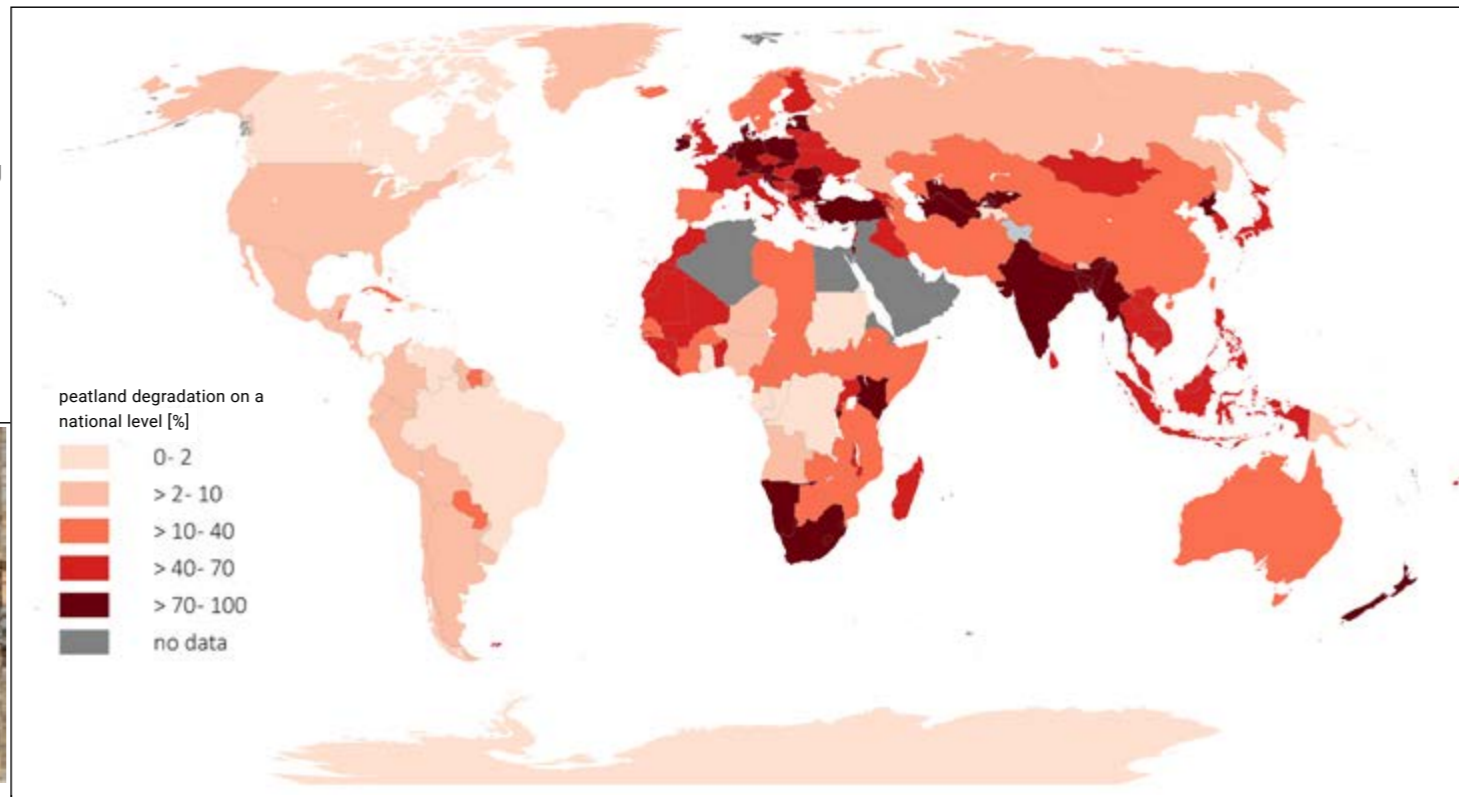 peatland degradation on a
national level [%]
0- 2
> 2- 10
> 10- 40
> 40- 70
> 70- 100
no data